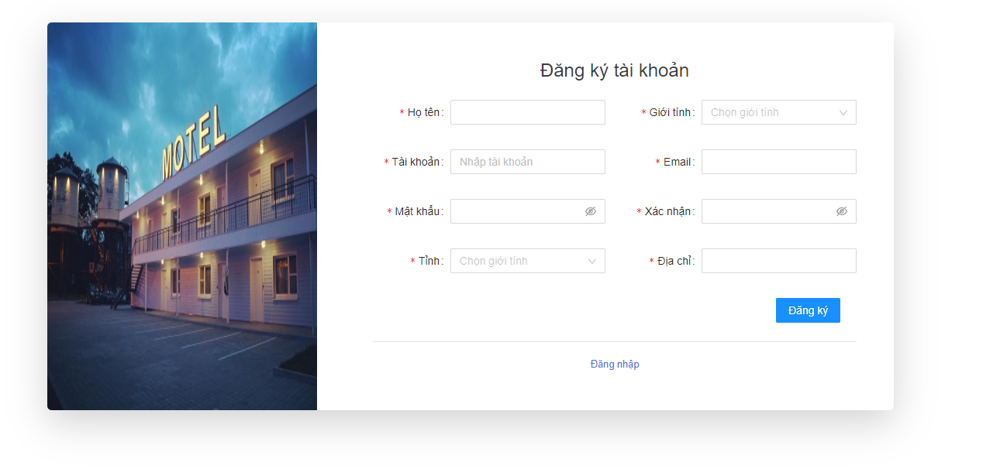 MOTEL
Đăng ký tài khoản
* Họ tên:
* Giới tính: Chọn giới tính
* Tài khoản: Nhập tài khoản
* Email:
* Mật khẩu:
* Xác nhận:
* Tỉnh: Chọn giới tính
* Địa chỉ:
Đăng ký
Đăng nhập